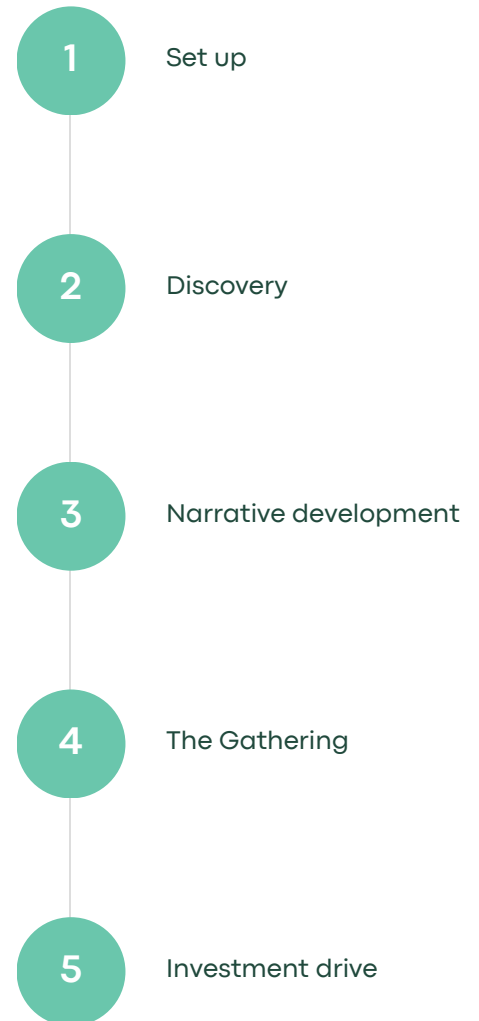 1
Set up
2
Discovery
3
Narrative development
4
The Gathering
5
Investment drive